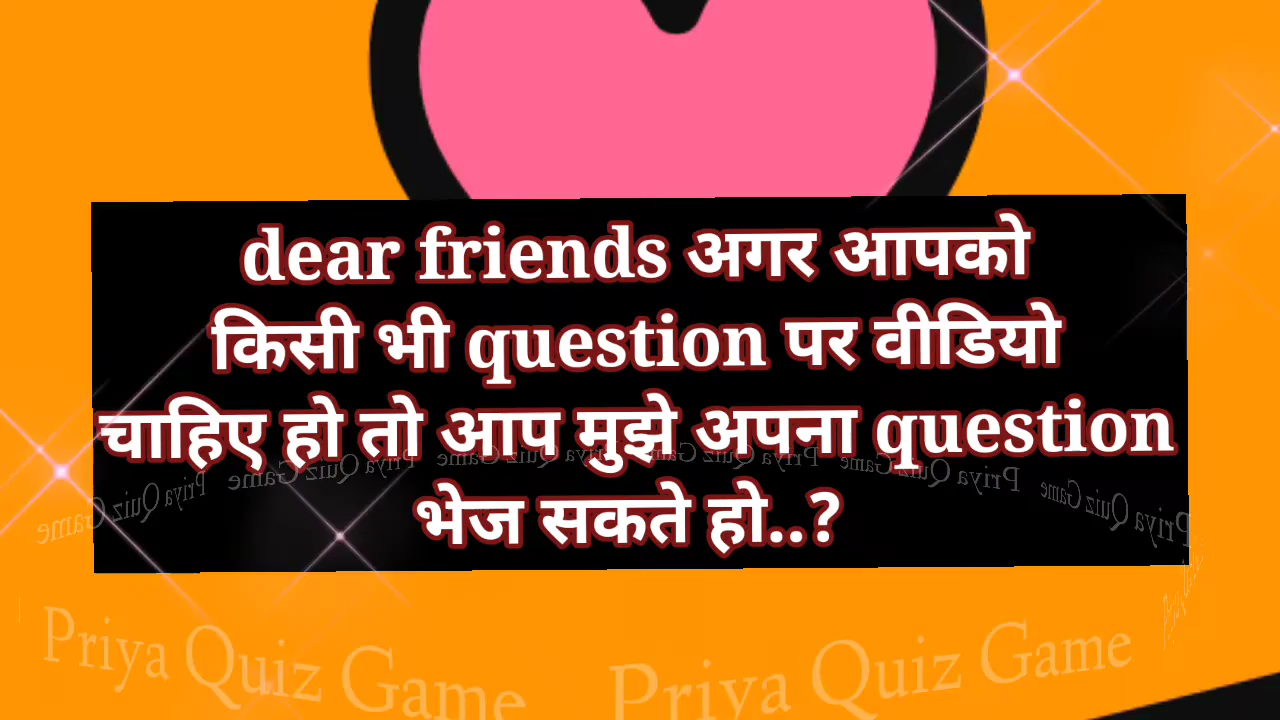 dear friends अगर आपको
किसी भी question पर वीडियो
चाहिए हो तो आप मुझे अपना question
भेज सकते हो..?
Priya Quiz Game Priya Quiz Game